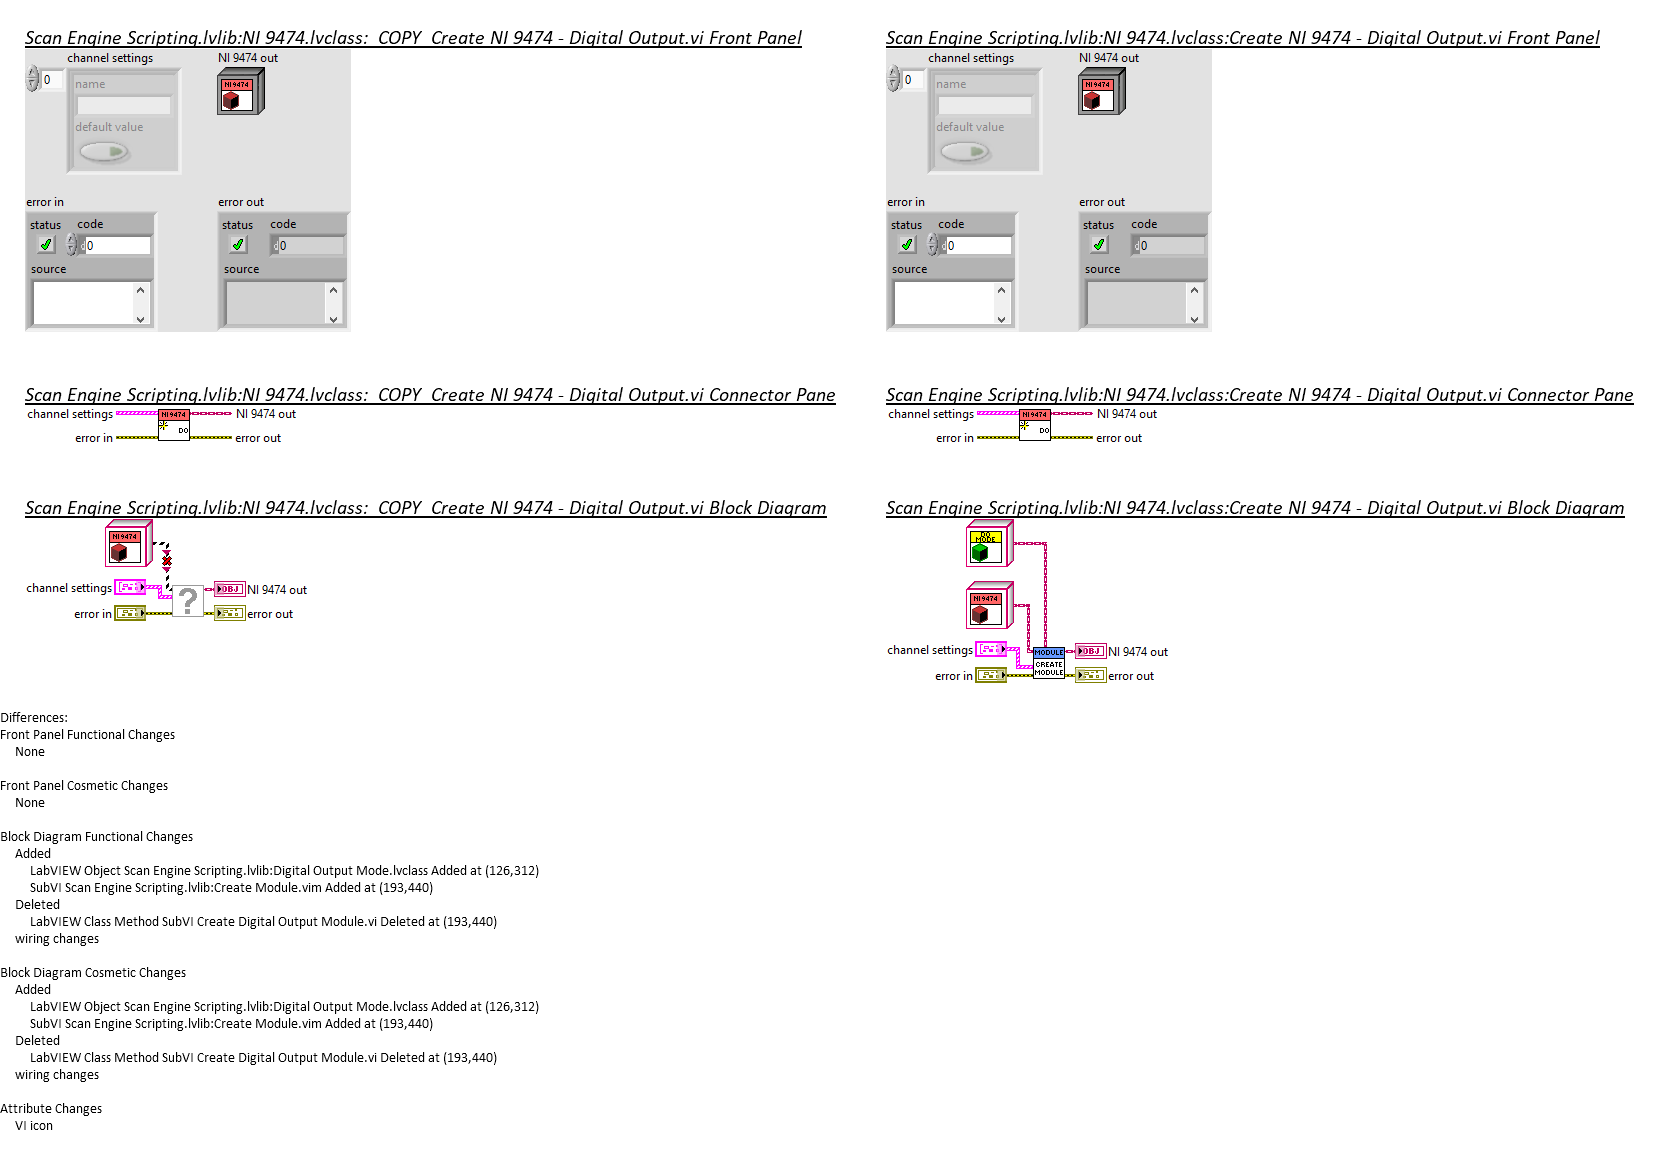 Scan Engine Scripting.lvlib:NI 9474.lvclass:_COPY_Create NI 9474 - Digital Output.vi Front Panel
channel settings
NI 9474 out
0
name
NI 9474
default value
error in
error out
status code
status code
0
0
source
source
Scan Engine Scripting.lvlib:NI 9474.lvclass:Create NI 9474 - Digital Output.vi Front Panel
channel settings
NI 9474 out
0
name
NI 9474
default value
error in
error out
status code
status code
0
0
source
source
Scan Engine Scripting.lvlib:NI 9474.lvclass:_COPY_Create NI 9474 - Digital Output.vi Connector Pane
channel settings NI 9474 NI 9474 out
DO
error in error out
Scan Engine Scripting.lvlib:NI 9474.lvclass:Create NI 9474 - Digital Output.vi Connector Pane
channel settings NI 9474 NI 9474 out
DO
error in error out
Scan Engine Scripting.lvlib:NI 9474.lvclass:_COPY_Create NI 9474 - Digital Output.vi Block Diagram
NI 9474
channel settings ? OBJ NI 9474 out
error in error out
Scan Engine Scripting.lvlib:NI 9474.lvclass:Create NI 9474 - Digital Output.vi Block Diagram
DO
MODE
NI 9474
channel settings MODULE OBJ NI 9474 out
CREATE
MODULE
error in error out
Differences:
Front Panel Functional Changes
None
Front Panel Cosmetic Changes
None
Block Diagram Functional Changes
Added
LabVIEW Object Scan Engine Scripting.lvlib:Digital Output Mode.lvclass Added at (126,312)
SubVI Scan Engine Scripting.lvlib:Create Module.vim Added at (193,440)
Deleted
LabVIEW Class Method SubVI Create Digital Output Module.vi Deleted at (193,440)
wiring changes
Block Diagram Cosmetic Changes
Added
LabVIEW Object Scan Engine Scripting.lvlib:Digital Output Mode.lvclass Added at (126,312)
SubVI Scan Engine Scripting.lvlib:Create Module.vim Added at (193,440)
Deleted
LabVIEW Class Method SubVI Create Digital Output Module.vi Deleted at (193,440)
wiring changes
Attribute Changes
VI icon